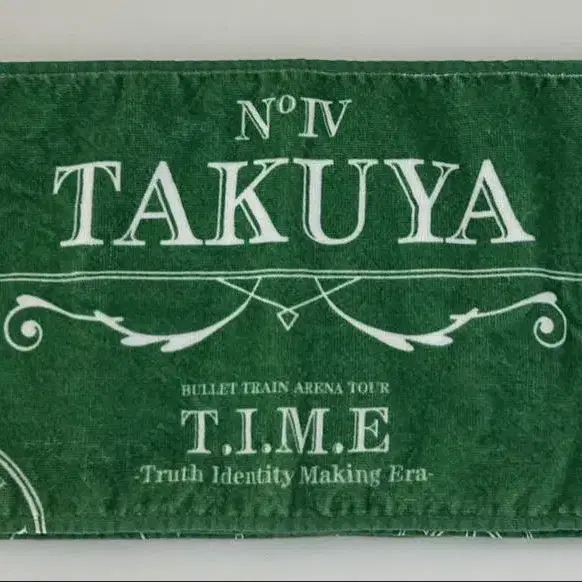 Nº IV
TAKUYA
BULLET TRAIN ARENA TOUR
T.I.M.E
-Truth Identity Making Era-